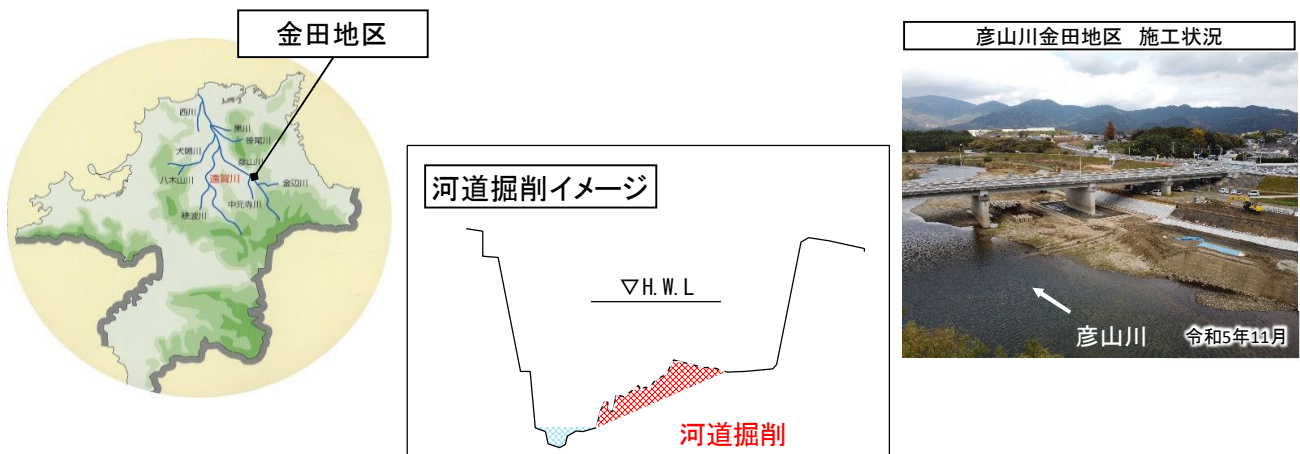 金田地区
西川
黒川
笹尾川
犬鳴川
彦山川
八木山川
遠賀川
金辺川
中元寺川
穂波川
河道掘削イメージ
▽H.W.L
河道掘削
彦山川金田地区 施工状況
彦山川
令和5年11月